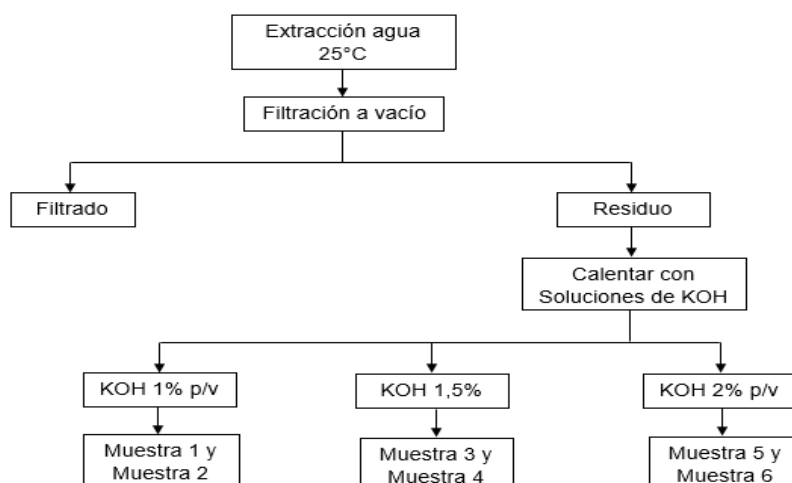 Extracción agua
25°C
Filtración a vacío
Filtrado
Residuo
Calentar con
Soluciones de KOH
KOH 1% p/v
KOH 1,5%
KOH 2% p/v
Muestra 1 y
Muestra 2
Muestra 3 y
Muestra 4
Muestra 5 y
Muestra 6